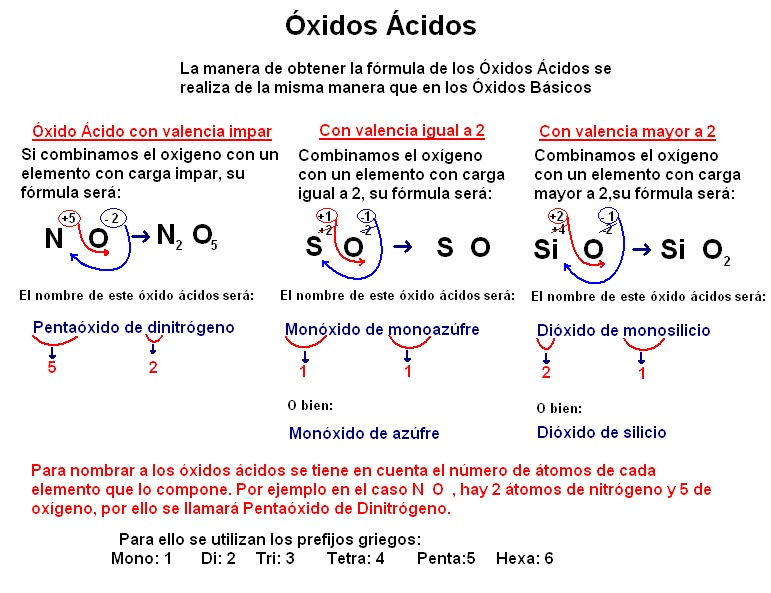 Óxidos Ácidos
La manera de obtener la fórmula de los Óxidos Ácidos se
realiza de la misma manera que en los Óxidos Básicos
Óxido Ácido con valencia impar
Si combinamos el oxigeno con un
elemento con carga impar, su
fórmula será:
+5 -2
N O → N2 O5
El nombre de este óxido ácidos será:
Pentaóxido de dinitrógeno
5 2
Con valencia igual a 2
Combinamos el oxígeno
con un elemento con carga
igual a 2, su fórmula será:
+1 -1
+2 -2
S O → S O
El nombre de este óxido ácidos será:
Monóxido de monoazúfre
1 1
O bien:
Monóxido de azúfre
Con valencia mayor a 2
Combinamos el oxígeno
con un elemento con carga
mayor a 2,su fórmula será:
+2 -1
+4 -2
Si O → Si O2
El nombre de este óxido ácidos será:
Dióxido de monosilicio
2 1
O bien:
Dióxido de silicio
Para nombrar a los óxidos ácidos se tiene en cuenta el número de átomos de cada
elemento que lo compone. Por ejemplo en el caso N O , hay 2 átomos de nitrógeno y 5 de
oxígeno, por ello se llamará Pentaóxido de Dinitrógeno.
Para ello se utilizan los prefijos griegos:
Mono: 1 Di: 2 Tri: 3 Tetra: 4 Penta:5 Hexa: 6